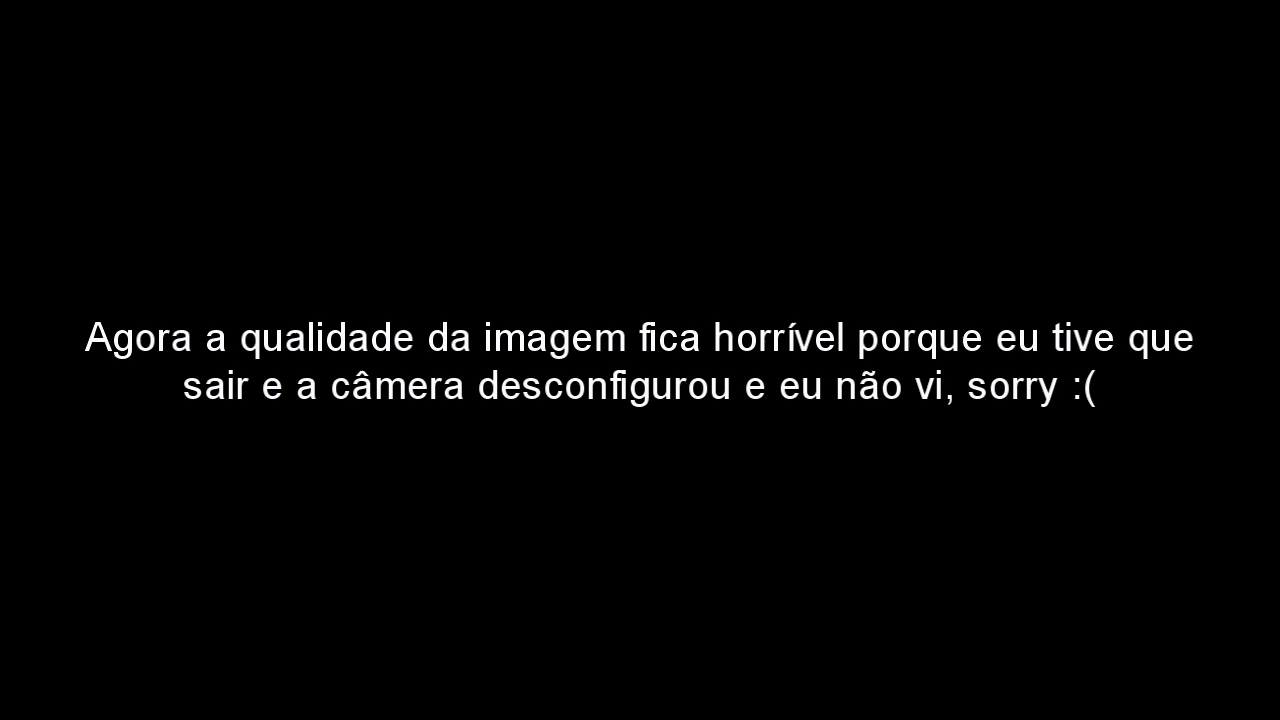 Agora a qualidade da imagem fica horrível porque eu tive que
sair e a câmera desconfigurou e eu não vi, sorry :(